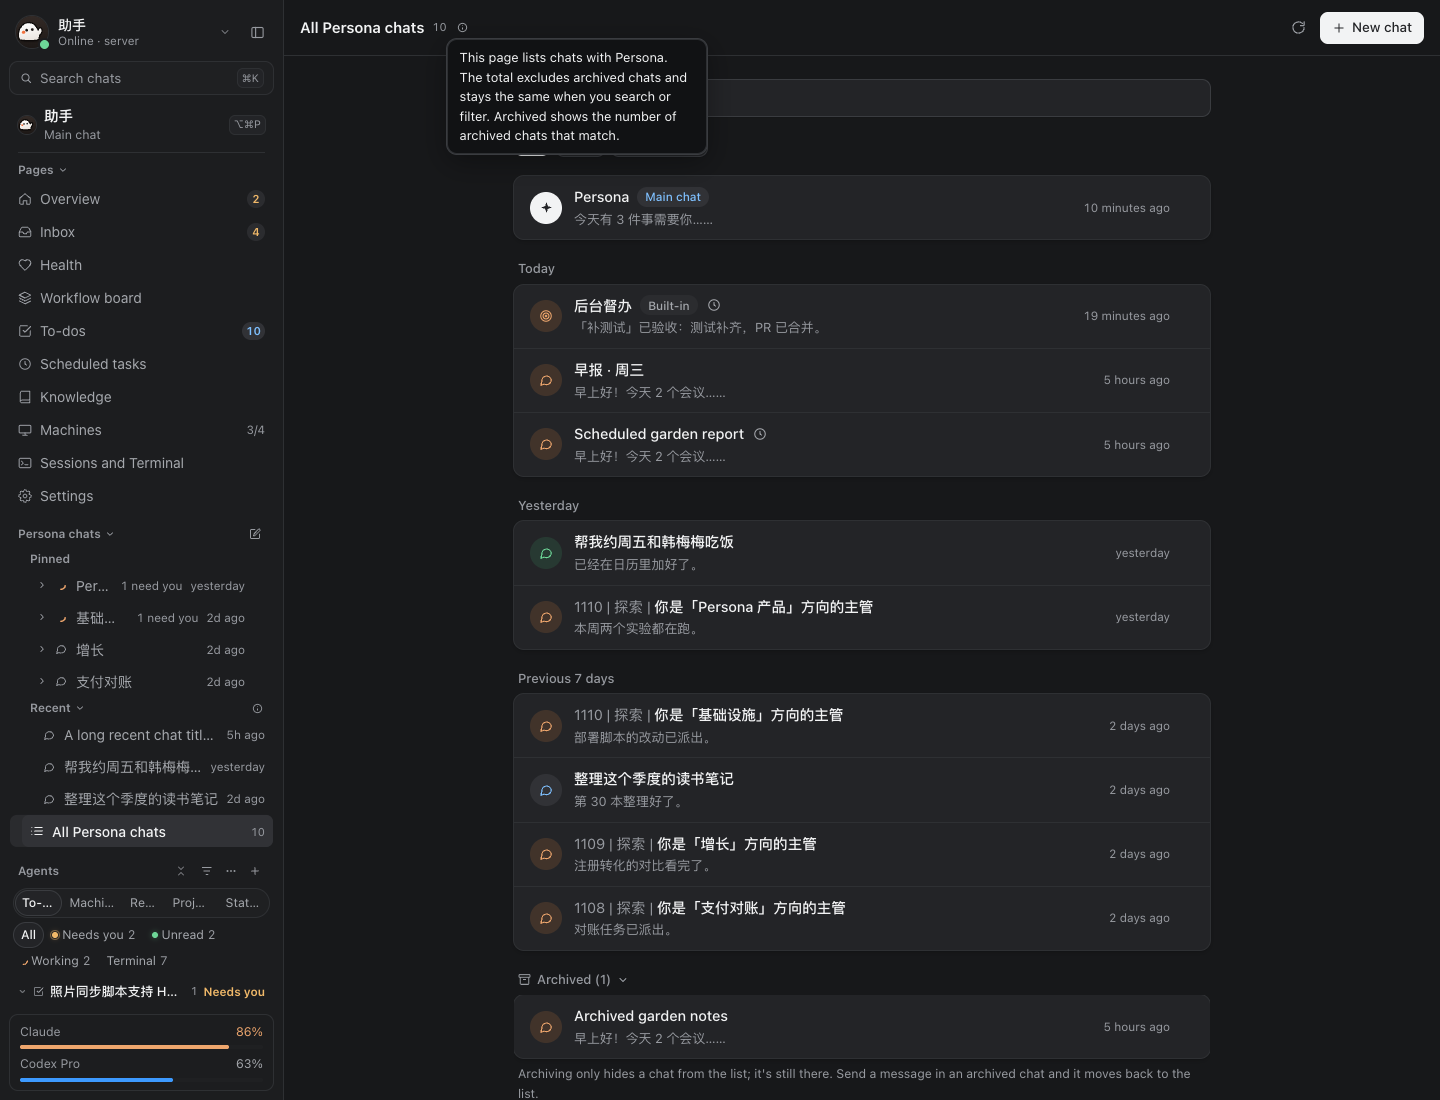 助手
Online · server
Search chats
⌘K
助手
Main chat
⌥⌘P
Pages
Overview
2
Inbox
4
Health
Workflow board
To-dos
10
Scheduled tasks
Knowledge
Machines
3/4
Sessions and Terminal
Settings
Persona chats
Pinned
Per... 1 need you yesterday
基础... 1 need you 2d ago
增长 2d ago
支付对账 2d ago
Recent
A long recent chat titl... 5h ago
帮我约周五和韩梅梅... yesterday
整理这个季度的读书笔记 2d ago
All Persona chats 10
Agents
To-... Machi... Re... Proj... Stat...
All Needs you 2 Unread 2
Working 2 Terminal 7
照片同步脚本支持 H... 1 Needs you
Claude 86%
Codex Pro 63%
All Persona chats 10
New chat
This page lists chats with Persona.
The total excludes archived chats and
stays the same when you search or
filter. Archived shows the number of
archived chats that match.
Persona Main chat
今天有 3 件事需要你......
10 minutes ago
Today
后台督办 Built-in
「补测试」已验收：测试补齐，PR 已合并。
19 minutes ago
早报 · 周三
早上好！今天 2 个会议......
5 hours ago
Scheduled garden report
早上好！今天 2 个会议......
5 hours ago
Yesterday
帮我约周五和韩梅梅吃饭
已经在日历里加好了。
yesterday
1110 | 探索 | 你是「Persona 产品」方向的主管
本周两个实验都在跑。
yesterday
Previous 7 days
1110 | 探索 | 你是「基础设施」方向的主管
部署脚本的改动已派出。
2 days ago
整理这个季度的读书笔记
第 30 本整理好了。
2 days ago
1109 | 探索 | 你是「增长」方向的主管
注册转化的对比看完了。
2 days ago
1108 | 探索 | 你是「支付对账」方向的主管
对账任务已派出。
2 days ago
Archived (1)
Archived garden notes
早上好！今天 2 个会议......
5 hours ago
Archiving only hides a chat from the list; it's still there. Send a message in an archived chat and it moves back to the
list.